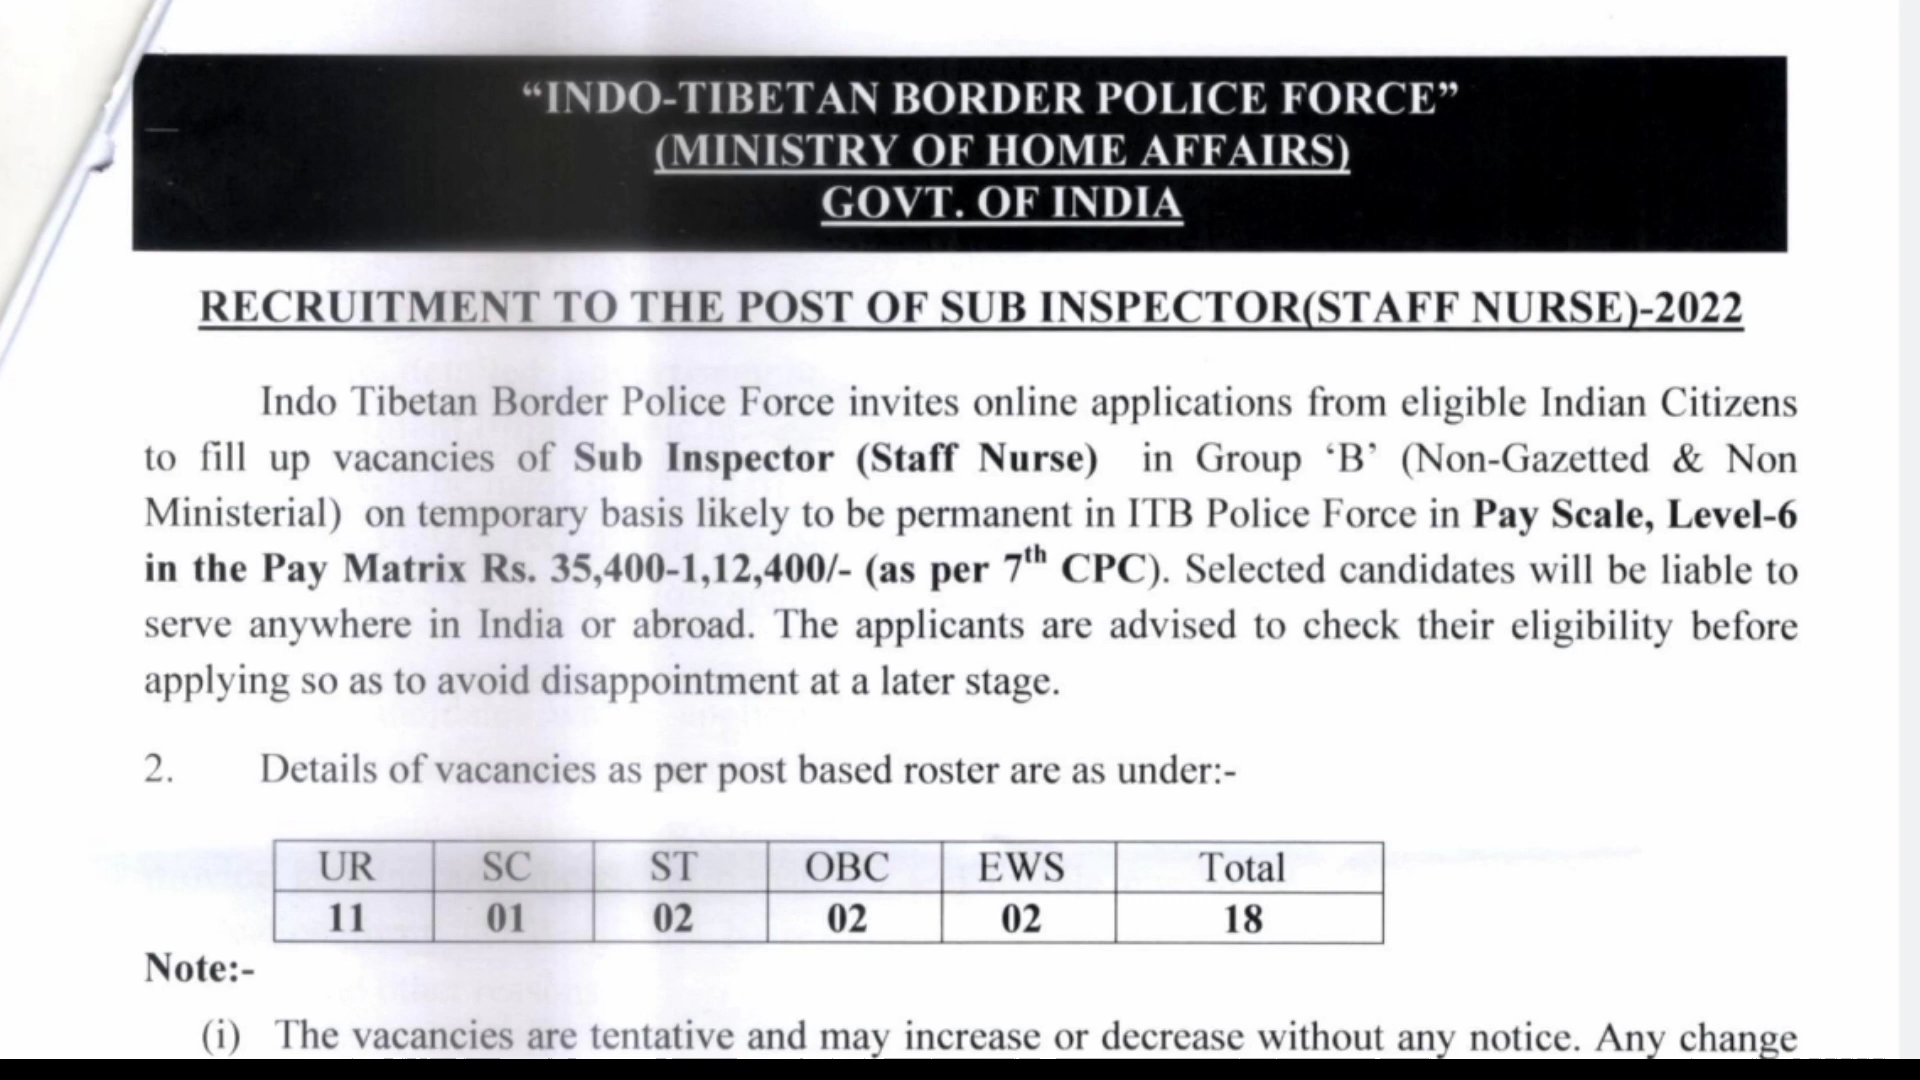 “INDO-TIBETAN BORDER POLICE FORCE”
(MINISTRY OF HOME AFFAIRS)
GOVT. OF INDIA
RECRUITMENT TO THE POST OF SUB INSPECTOR(STAFF NURSE)-2022
Indo Tibetan Border Police Force invites online applications from eligible Indian Citizens
to fill up vacancies of Sub Inspector (Staff Nurse) in Group ‘B’ (Non-Gazetted & Non
Ministerial) on temporary basis likely to be permanent in ITB Police Force in Pay Scale, Level-6
in the Pay Matrix Rs. 35,400-1,12,400/- (as per 7th CPC). Selected candidates will be liable to
serve anywhere in India or abroad. The applicants are advised to check their eligibility before
applying so as to avoid disappointment at a later stage.
2. Details of vacancies as per post based roster are as under:-
UR SC ST OBC EWS Total
11 01 02 02 02 18
Note:-
(i) The vacancies are tentative and may increase or decrease without any notice. Any change